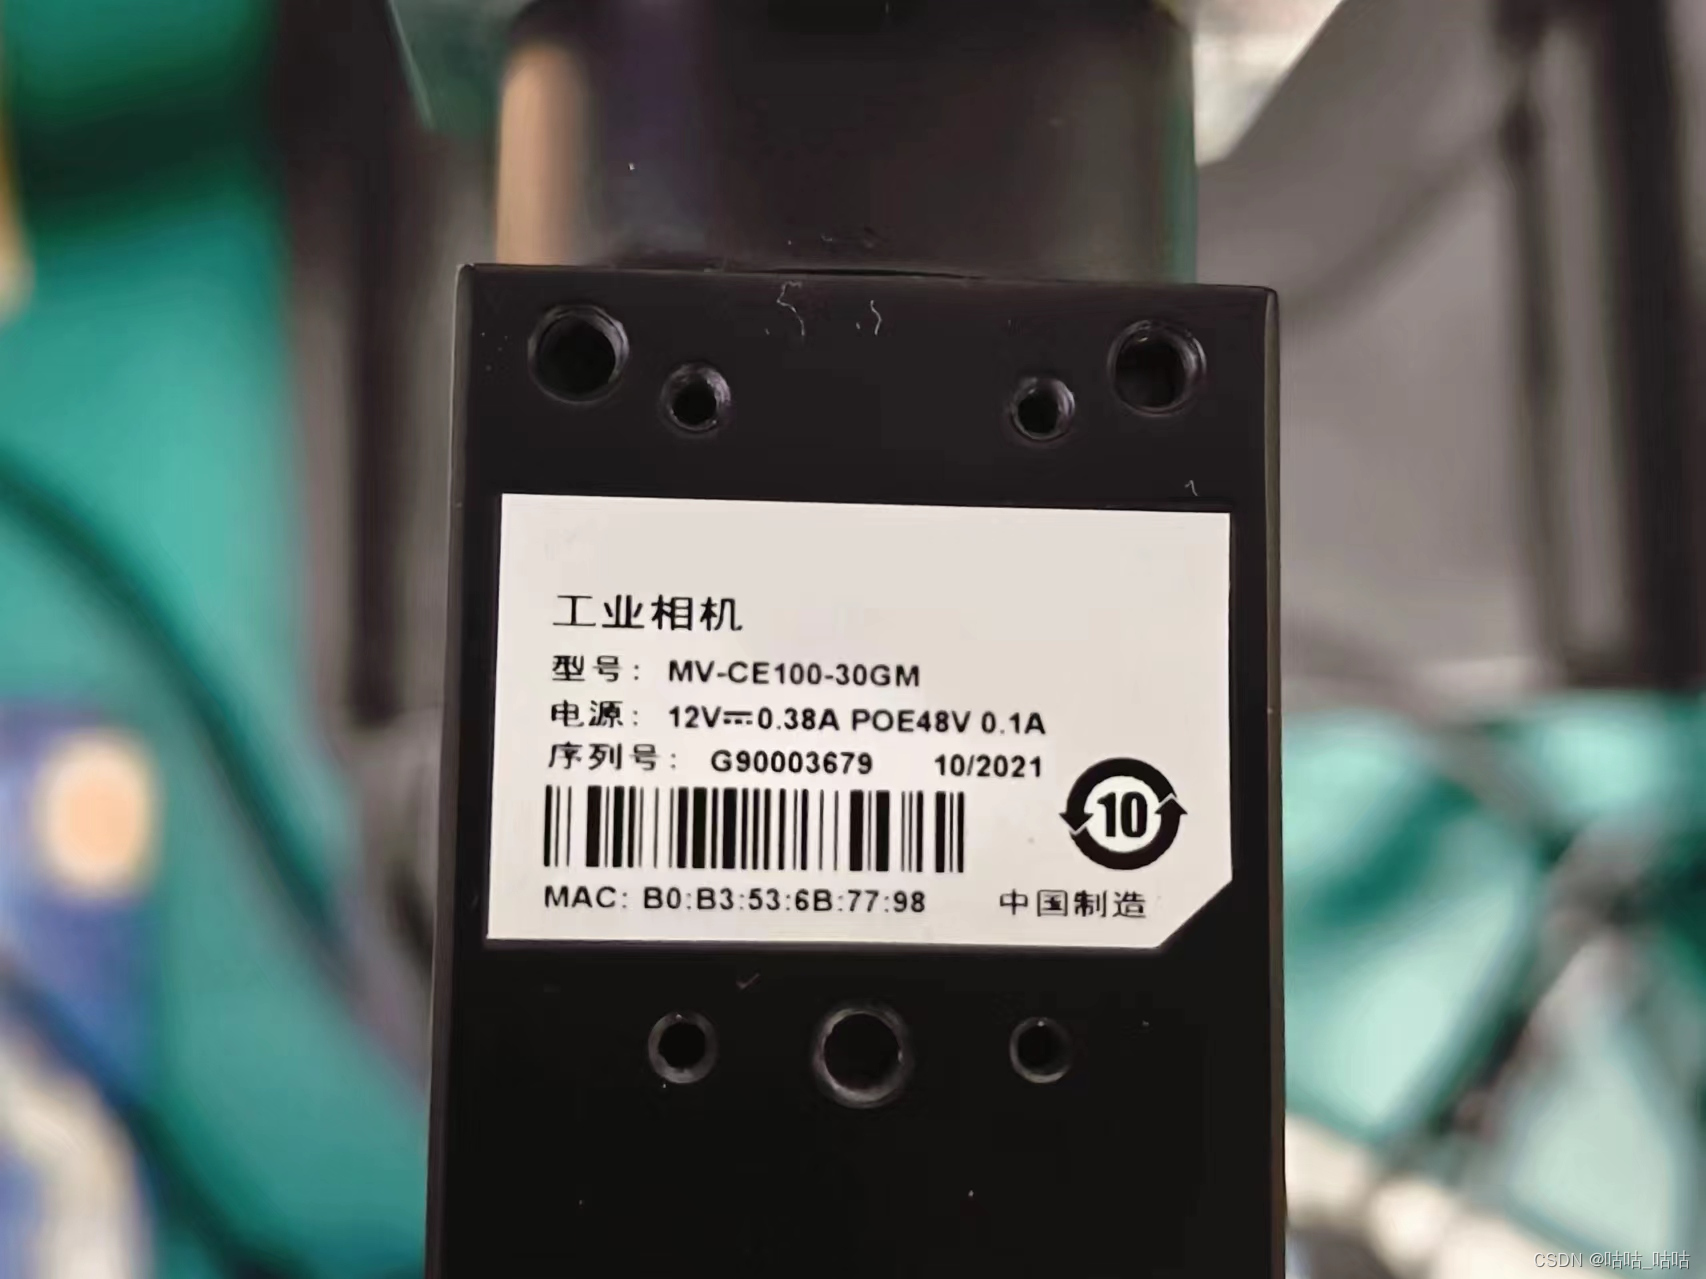 工业相机
型号: MV-CE100-30GM
电源: 12V⎓0.38A POE48V 0.1A
序列号: G90003679 10/2021
10
MAC: B0:B3:53:6B:77:98 中国制造
CSDN @咕咕_咕咕